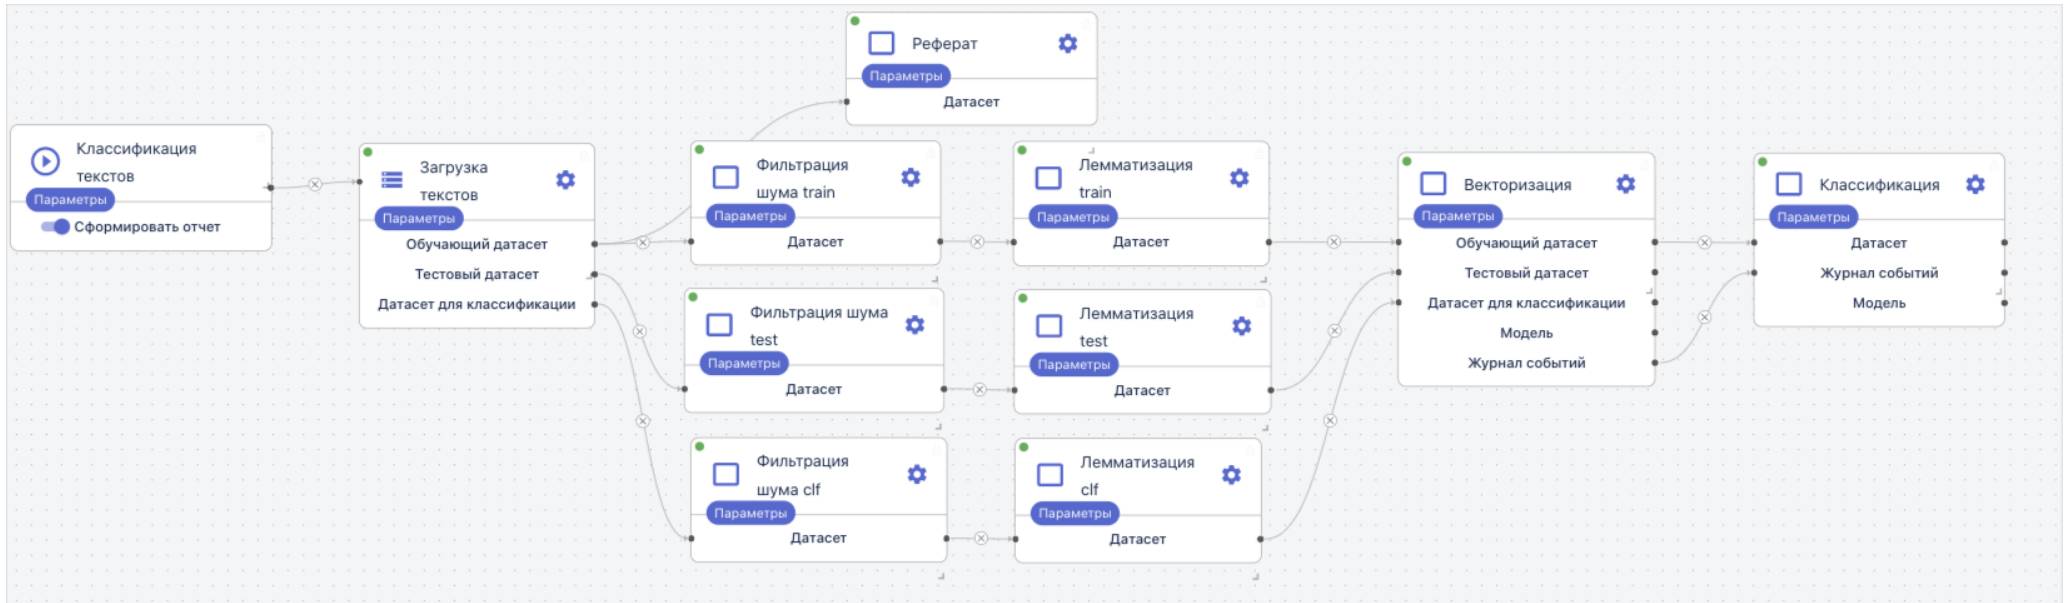 Классификация
текстов
Параметры
Сформировать отчет
Загрузка
текстов
Параметры
Обучающий датасет
Тестовый датасет
Датасет для классификации
Реферат
Параметры
Датасет
Фильтрация
шума train
Параметры
Датасет
Лемматизация
train
Параметры
Датасет
Фильтрация шума
test
Параметры
Датасет
Лемматизация
test
Параметры
Датасет
Фильтрация
шума clf
Параметры
Датасет
Лемматизация
clf
Параметры
Датасет
Векторизация
Параметры
Обучающий датасет
Тестовый датасет
Датасет для классификации
Модель
Журнал событий
Классификация
Параметры
Датасет
Журнал событий
Модель